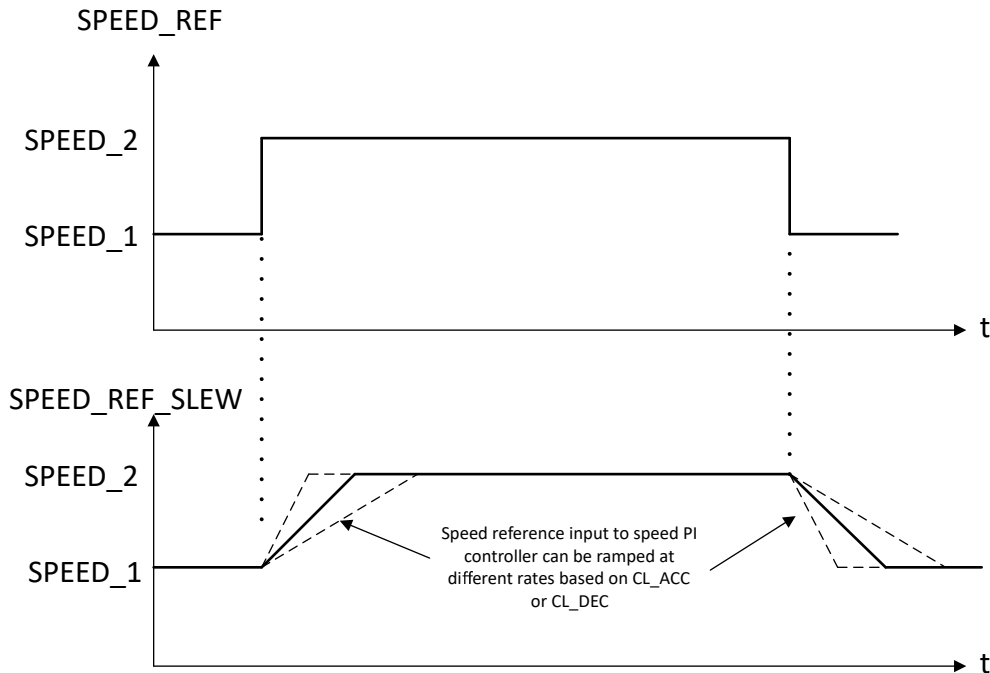 SPEED_REF
SPEED_2
SPEED_1
t
SPEED_REF_SLEW
SPEED_2
Speed reference input to speed PI
controller can be ramped at
different rates based on CL_ACC
or CL_DEC
SPEED_1
t